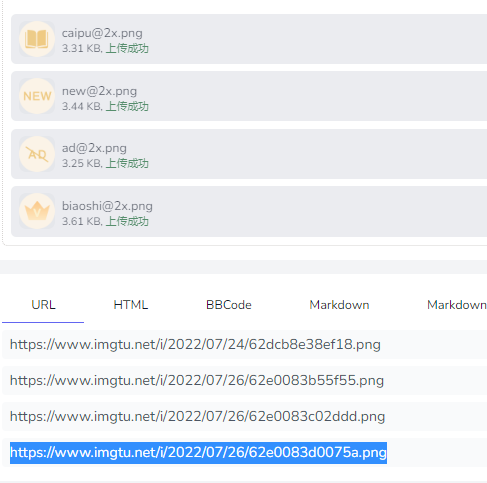 caipu@2x.png
3.31 KB, 上传成功
NEW
new@2x.png
3.44 KB, 上传成功
AD
ad@2x.png
3.25 KB, 上传成功
biaoshi@2x.png
3.61 KB, 上传成功
URL HTML BBCode Markdown Markdown
https://www.imgtu.net/i/2022/07/24/62dcb8e38ef18.png
https://www.imgtu.net/i/2022/07/26/62e0083b55f55.png
https://www.imgtu.net/i/2022/07/26/62e0083c02ddd.png
https://www.imgtu.net/i/2022/07/26/62e0083d0075a.png